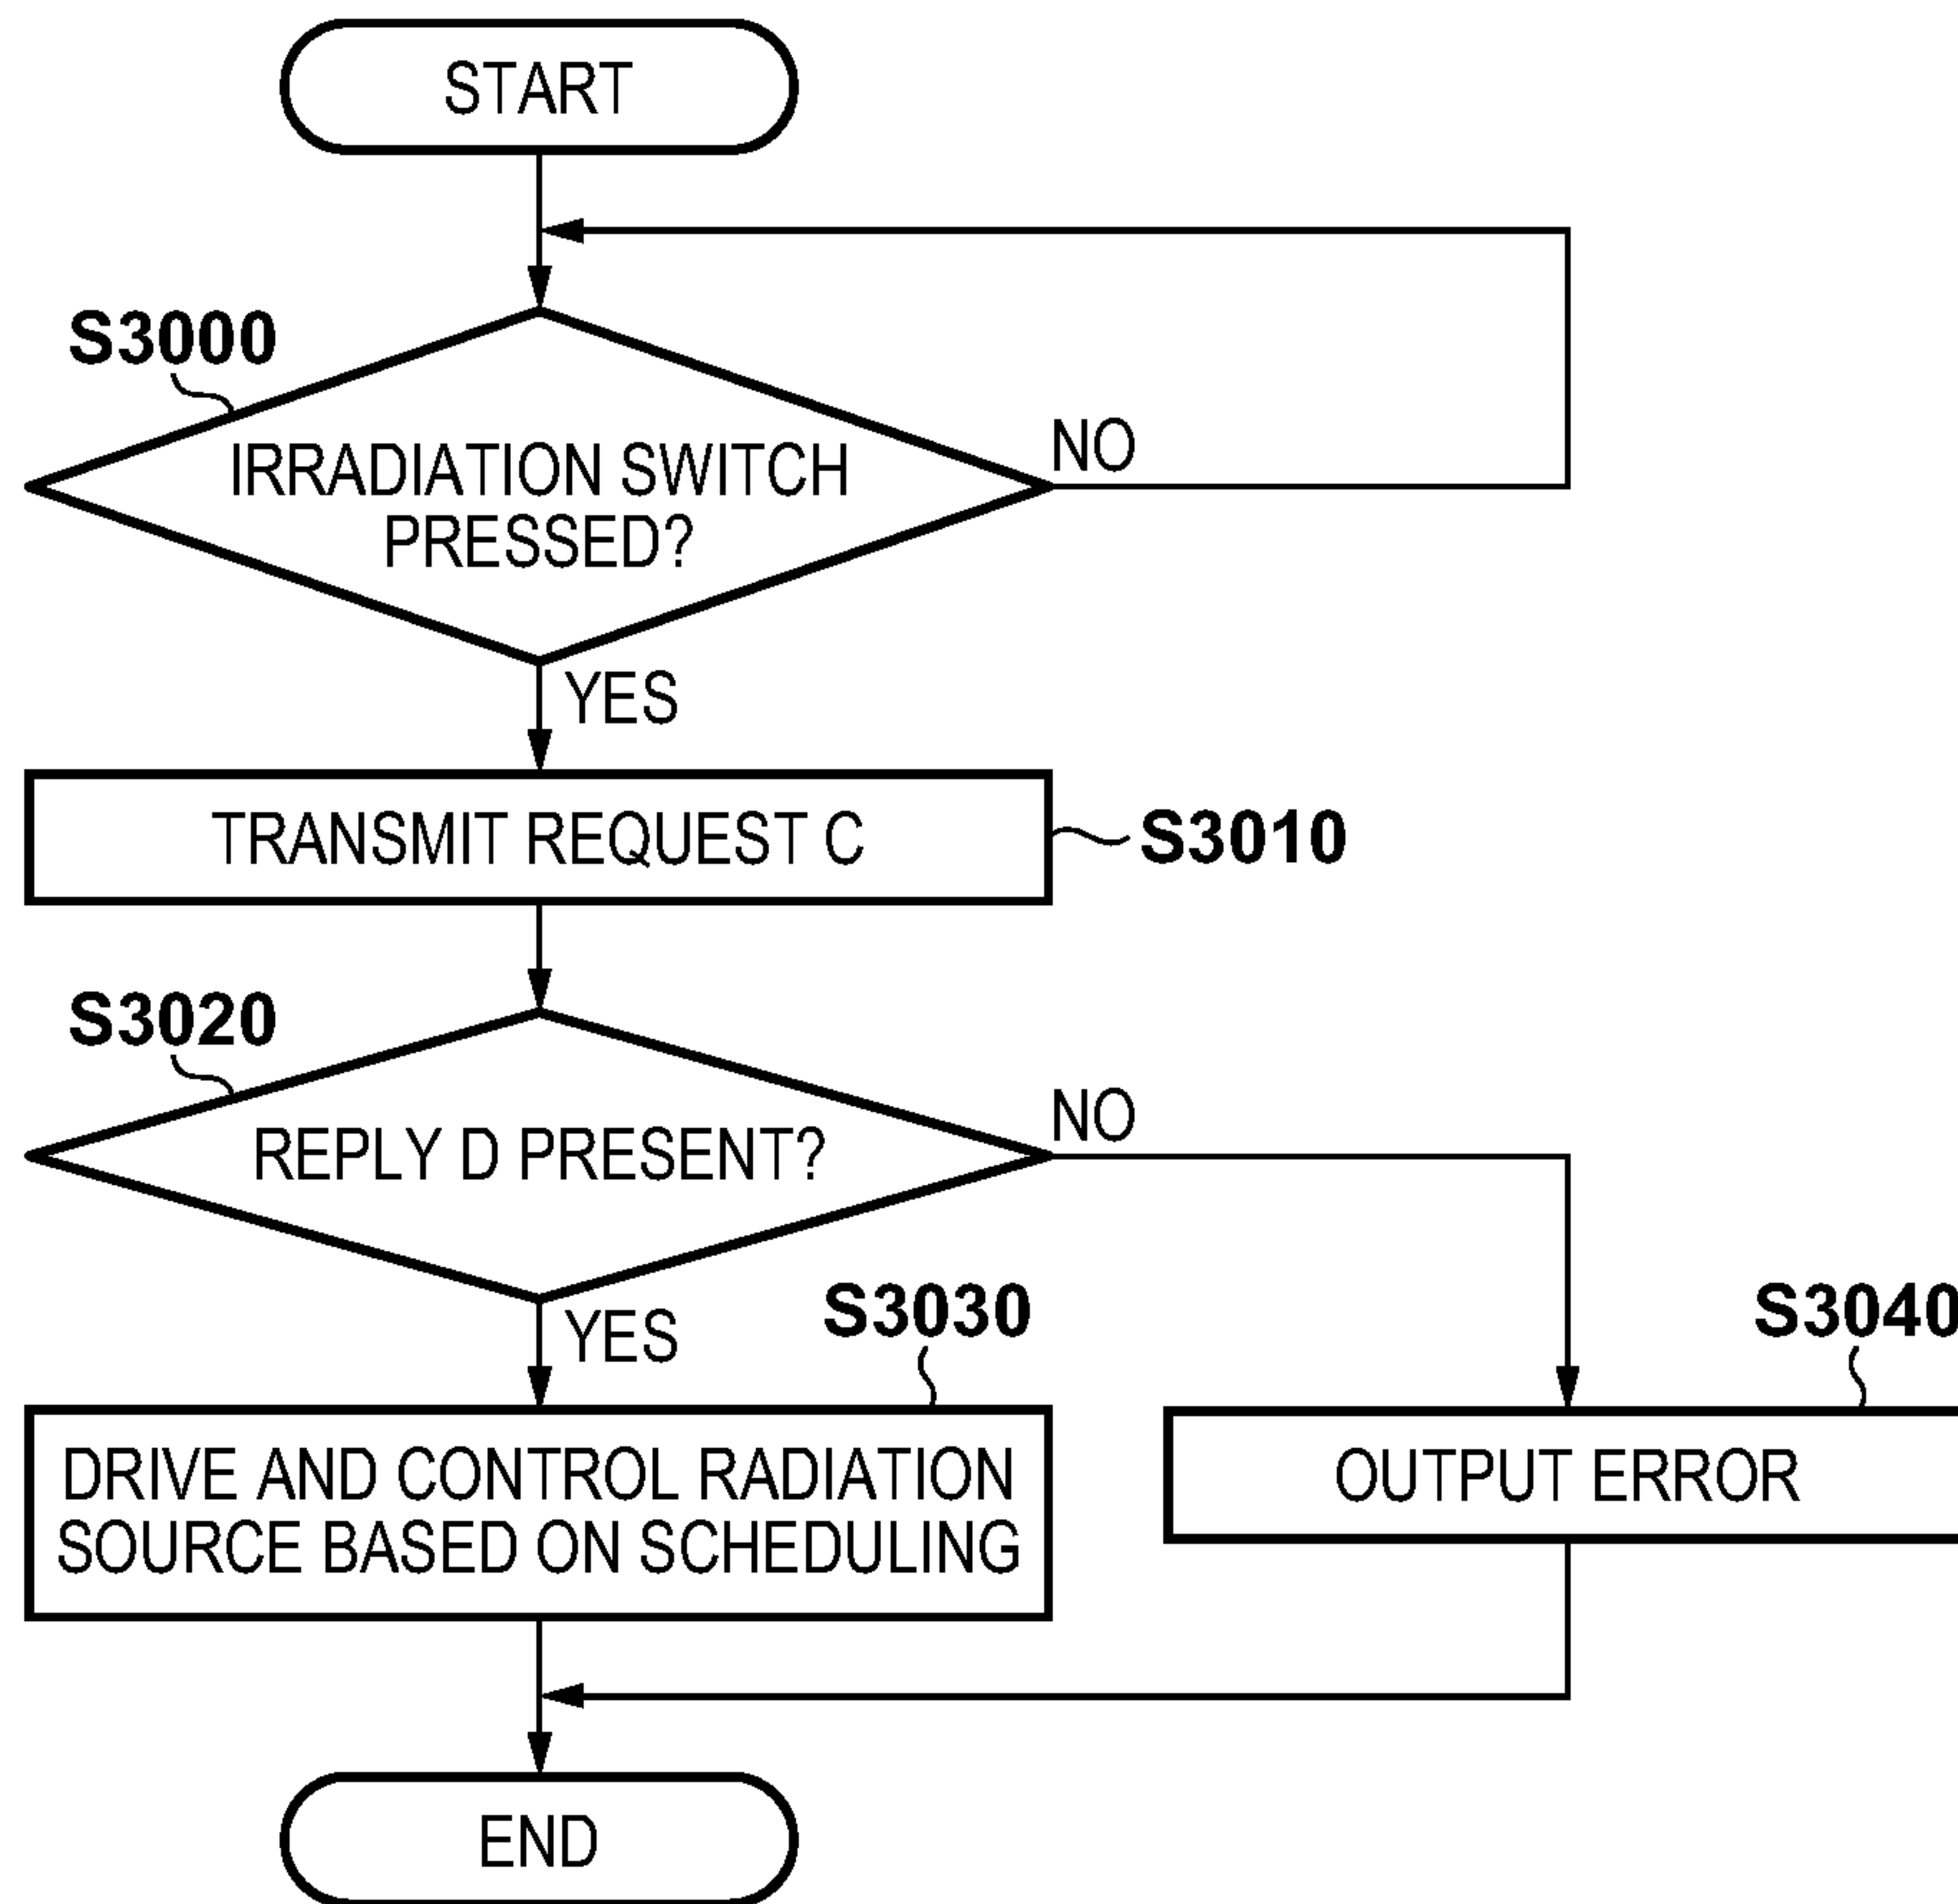 START
S3000
IRRADIATION SWITCH
PRESSED?
NO
YES
TRANSMIT REQUEST C
S3010
S3020
REPLY D PRESENT?
NO
YES
S3030
S3040
DRIVE AND CONTROL RADIATION
SOURCE BASED ON SCHEDULING
OUTPUT ERROR
END